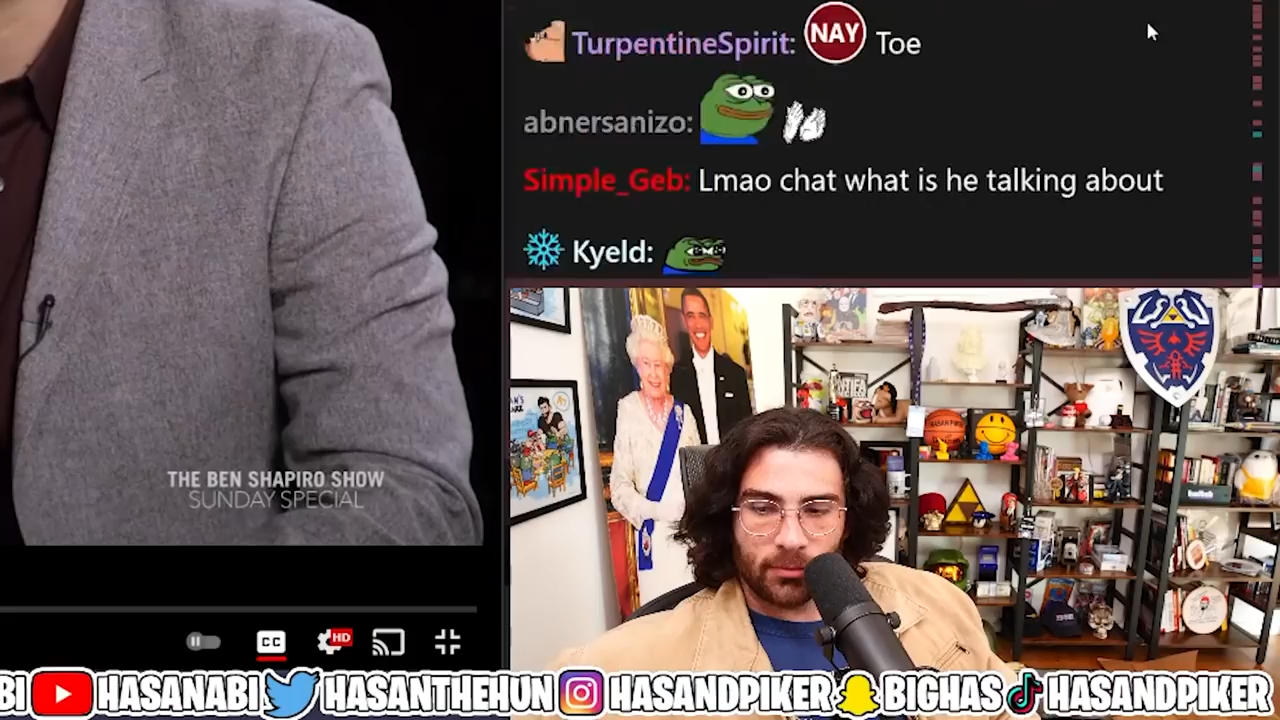 TurpentineSpirit: NAY Toe
abnersanizo:
Simple_Geb: Lmao chat what is he talking about
Kyeld:
THE BEN SHAPIRO SHOW
SUNDAY SPECIAL
CC HD
BI HASANABI HASANTHEHUN HASANDPIKER BIGHAS HASANDPIKER